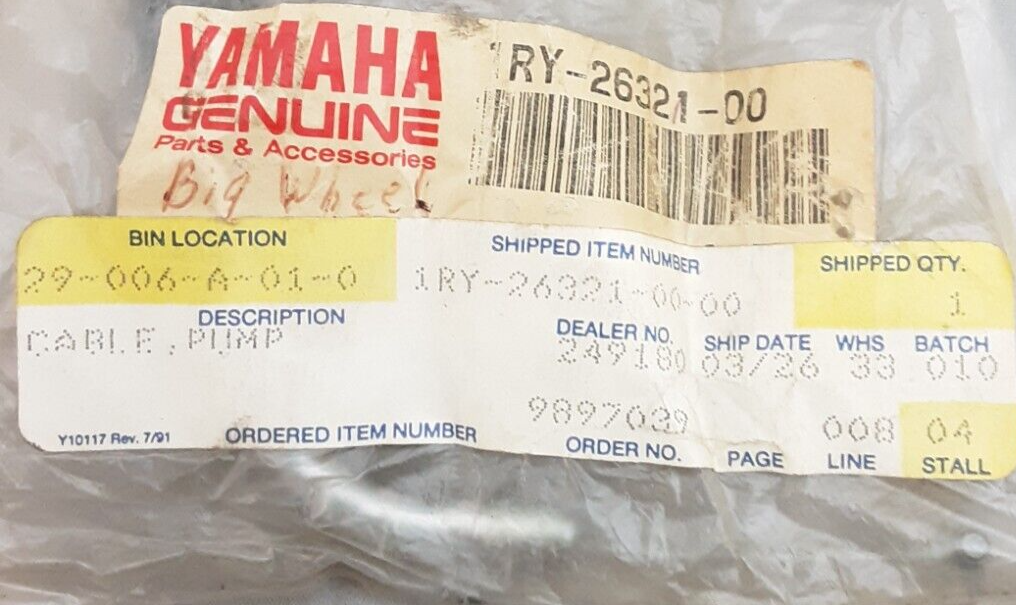 YAMAHA
GENUINE
Parts & Accessories
Big Wheel
1RY-26321-00
BIN LOCATION
29-006-A-01-0
SHIPPED ITEM NUMBER
1RY-26321-00-00
SHIPPED QTY.
1
DESCRIPTION
CABLE, PUMP
DEALER NO.
249180
SHIP DATE
03/26
WHS
33
BATCH
010
Y10117 Rev. 7/91
ORDERED ITEM NUMBER
9897039
ORDER NO.
PAGE
008
LINE
04
STALL